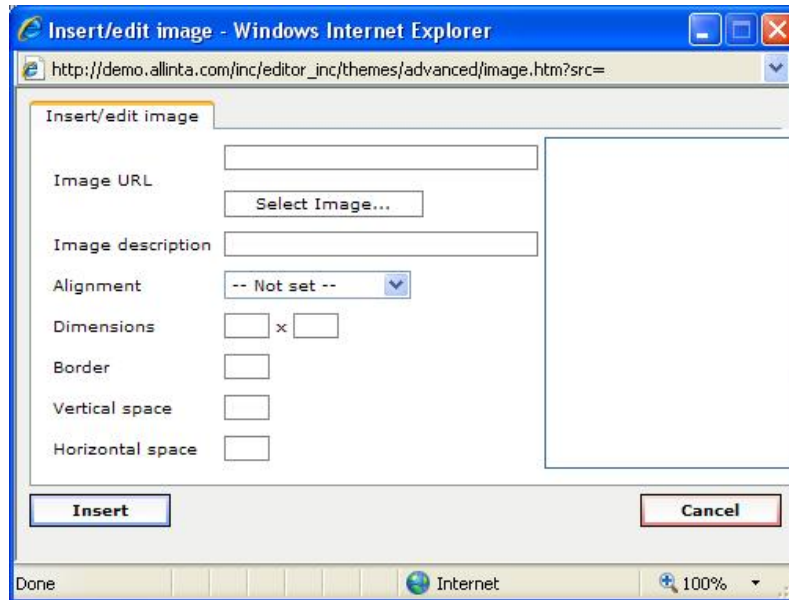 Insert/edit image - Windows Internet Explorer
http://demo.allinta.com/inc/editor_inc/themes/advanced/image.htm?src=
Insert/edit image
Image URL
Select Image...
Image description
Alignment
-- Not set --
Dimensions
x
Border
Vertical space
Horizontal space
Insert
Cancel
Done
Internet
100%